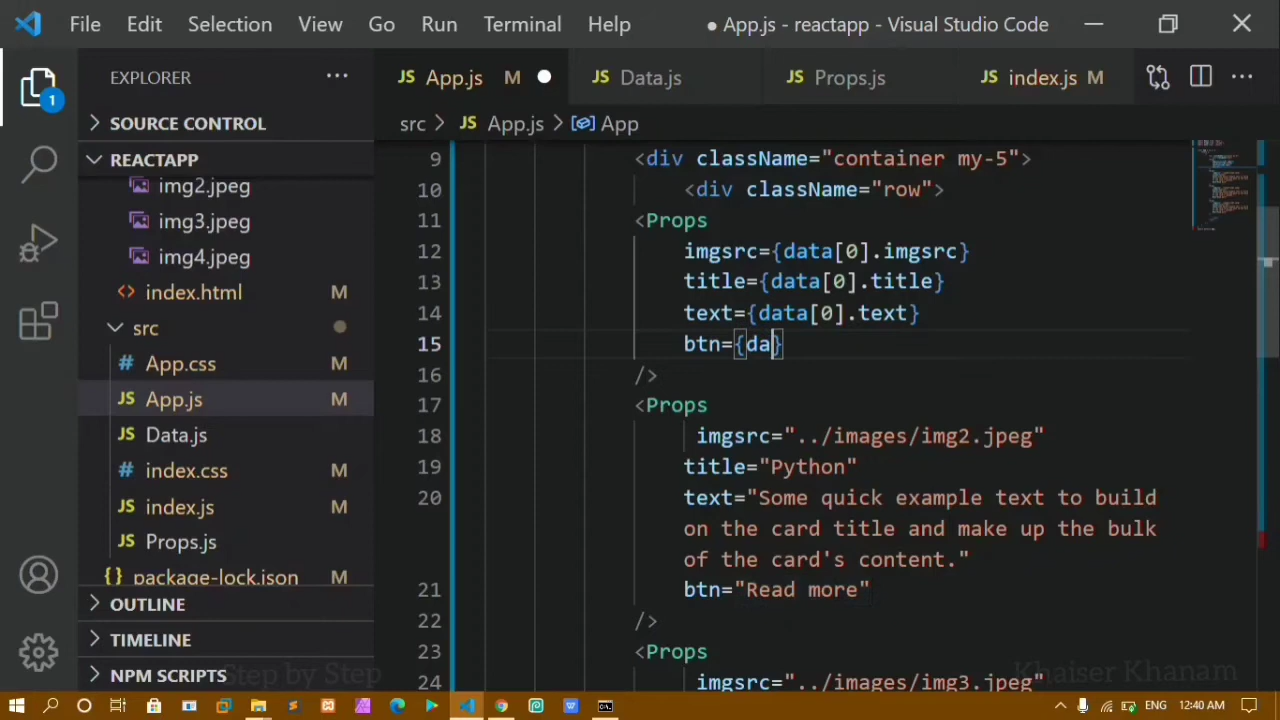 File Edit Selection View Go Run Terminal Help ● App.js - reactapp - Visual Studio Code
EXPLORER ...
JS App.js M ● JS Data.js JS Props.js JS index.js M ...
1
SOURCE CONTROL
src > JS App.js > App
REACTAPP
img2.jpeg
img3.jpeg
img4.jpeg
<> index.html M
src
# App.css M
JS App.js M
JS Data.js
# index.css M
JS index.js M
JS Props.js
{} package-lock.json M
OUTLINE
TIMELINE
NPM SCRIPTS
9 <div className="container my-5">
10 <div className="row">
11 <Props
12 imgsrc={data[0].imgsrc}
13 title={data[0].title}
14 text={data[0].text}
15 btn={da}
16 />
17 <Props
18 imgsrc="../images/img2.jpeg"
19 title="Python"
20 text="Some quick example text to build
on the card title and make up the bulk
of the card's content."
21 btn="Read more"
22 />
23 <Props
24 imgsrc="../images/img3.jpeg"
Step by Step
Khaiser Khanam
ENG 12:40 AM